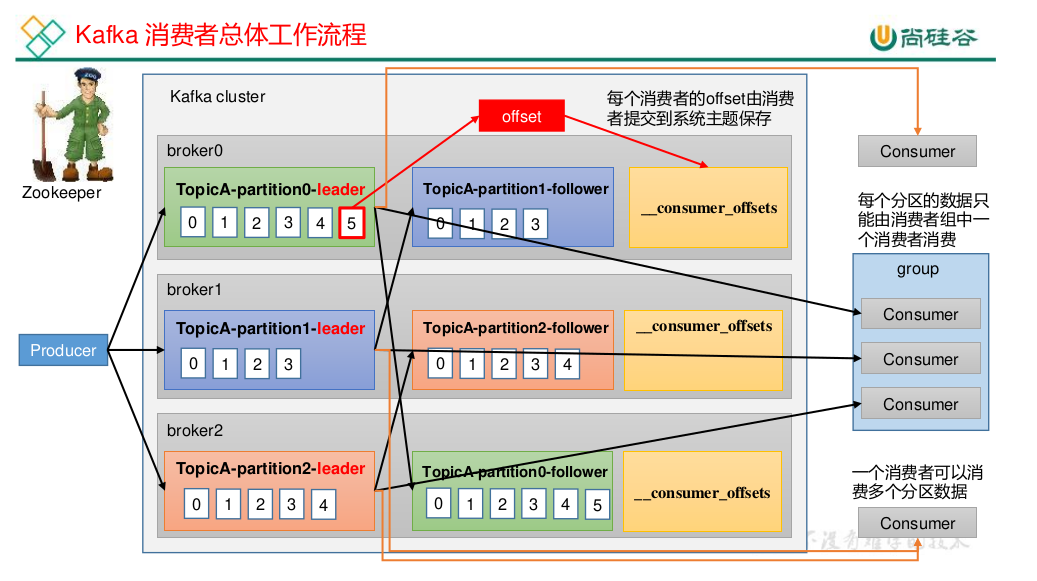 Kafka 消费者总体工作流程
尚硅谷
ZOO
Zookeeper
Kafka cluster
offset
每个消费者的offset由消费
者提交到系统主题保存
Consumer
broker0
TopicA-partition0-leader
0 1 2 3 4 5
TopicA-partition1-follower
0 1 2 3
__consumer_offsets
每个分区的数据只
能由消费者组中一
个消费者消费
group
Consumer
Consumer
Consumer
Producer
broker1
TopicA-partition1-leader
0 1 2 3
TopicA-partition2-follower
0 1 2 3 4
__consumer_offsets
broker2
TopicA-partition2-leader
0 1 2 3 4
TopicA-partition0-follower
0 1 2 3 4 5
__consumer_offsets
一个消费者可以消
费多个分区数据
Consumer